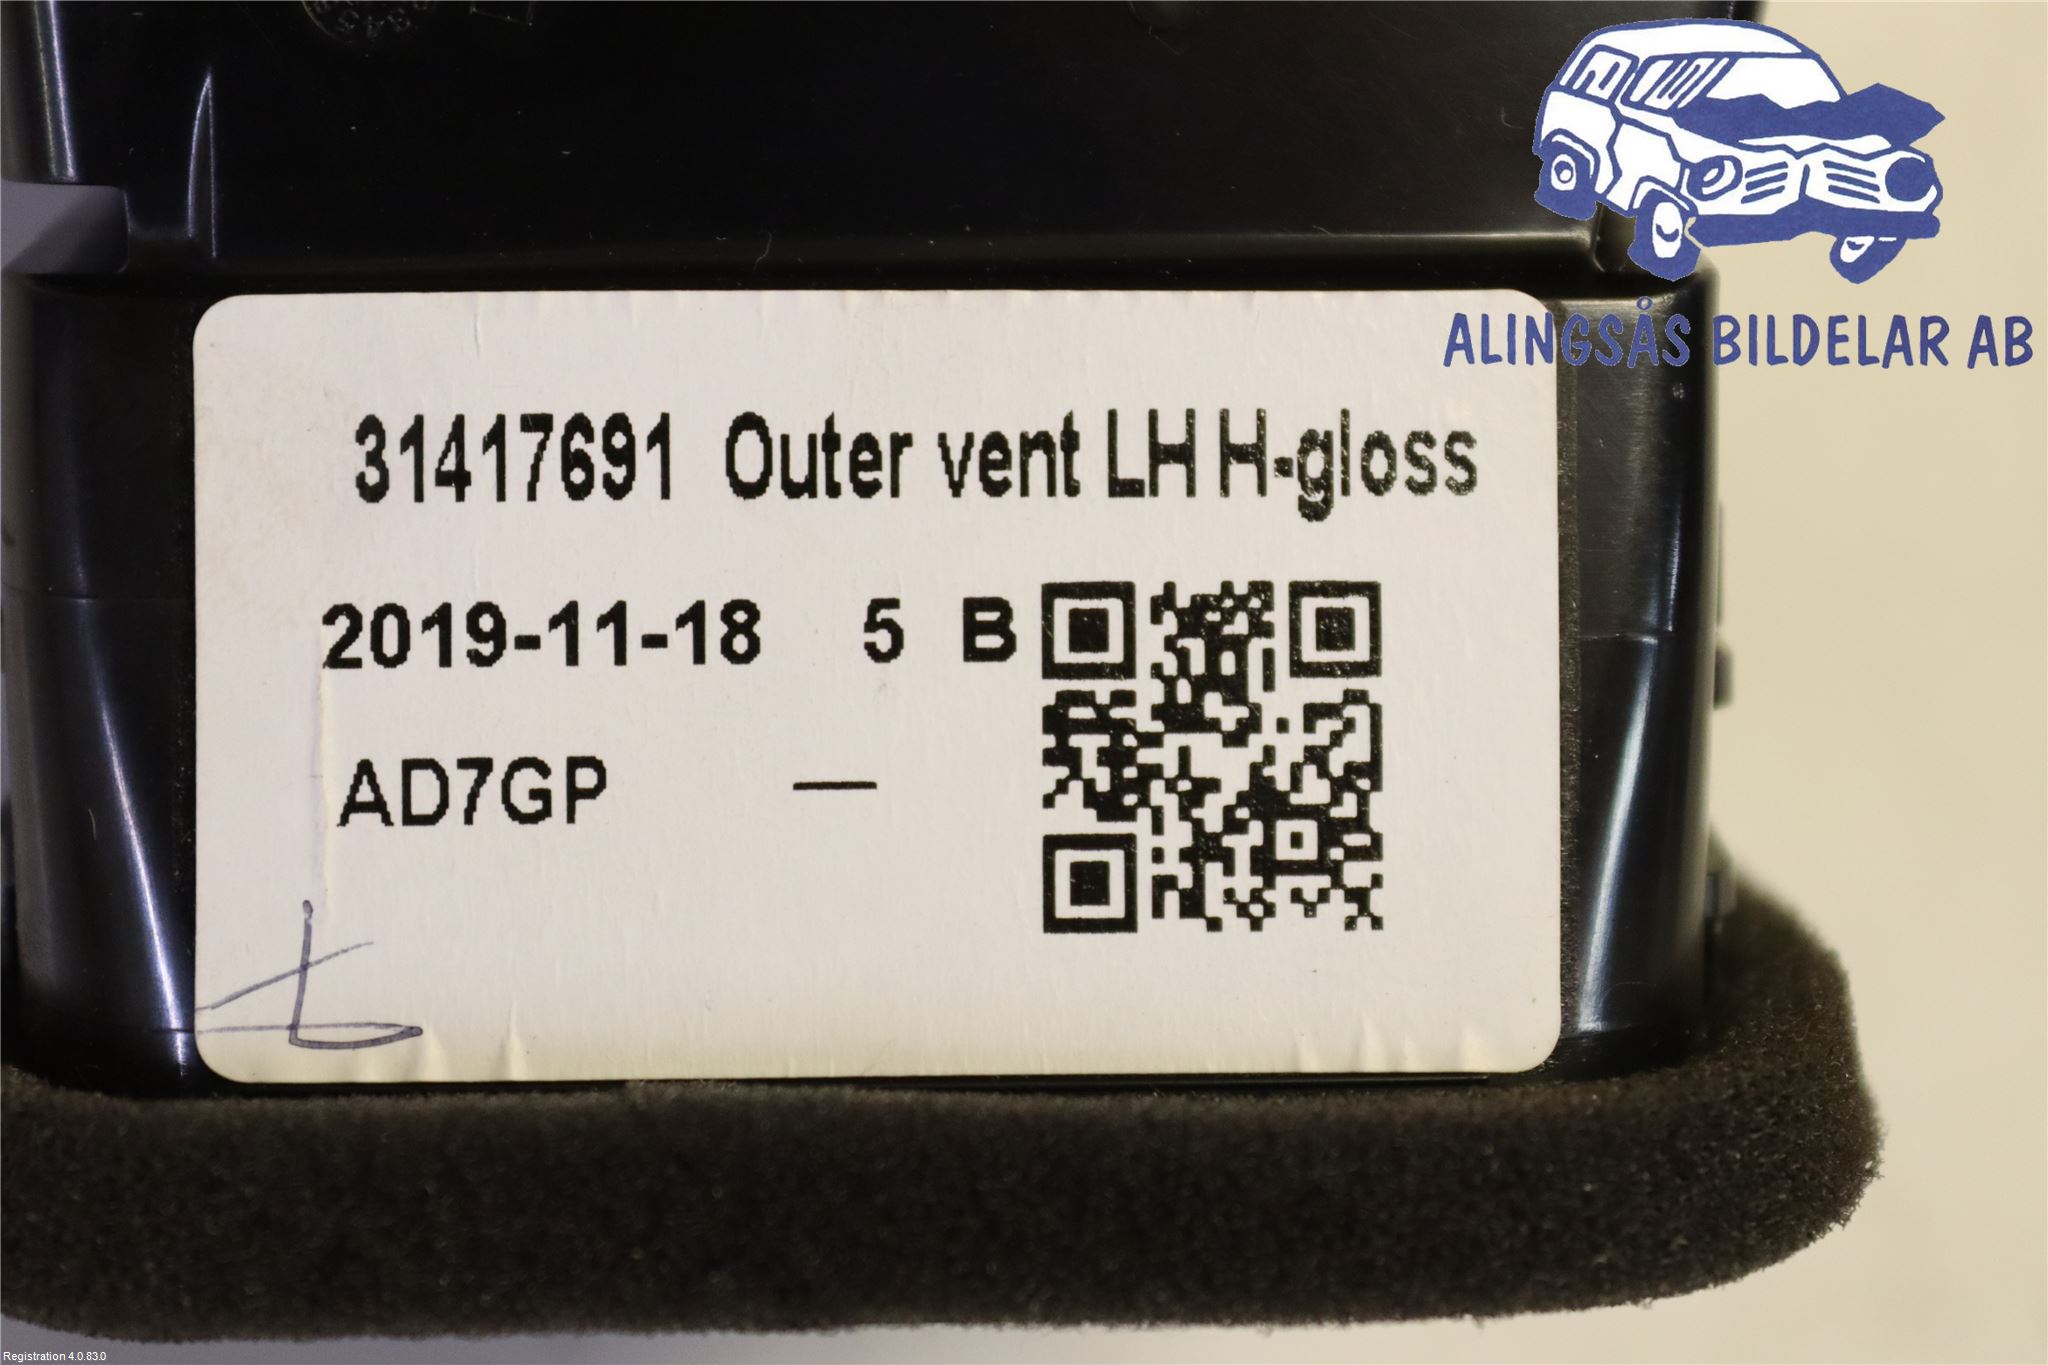 ALINGSÅS BILDELAR AB
31417691 Outer vent LH H-gloss
2019-11-18 5 B
AD7GP —
Registration 4.0.83.0